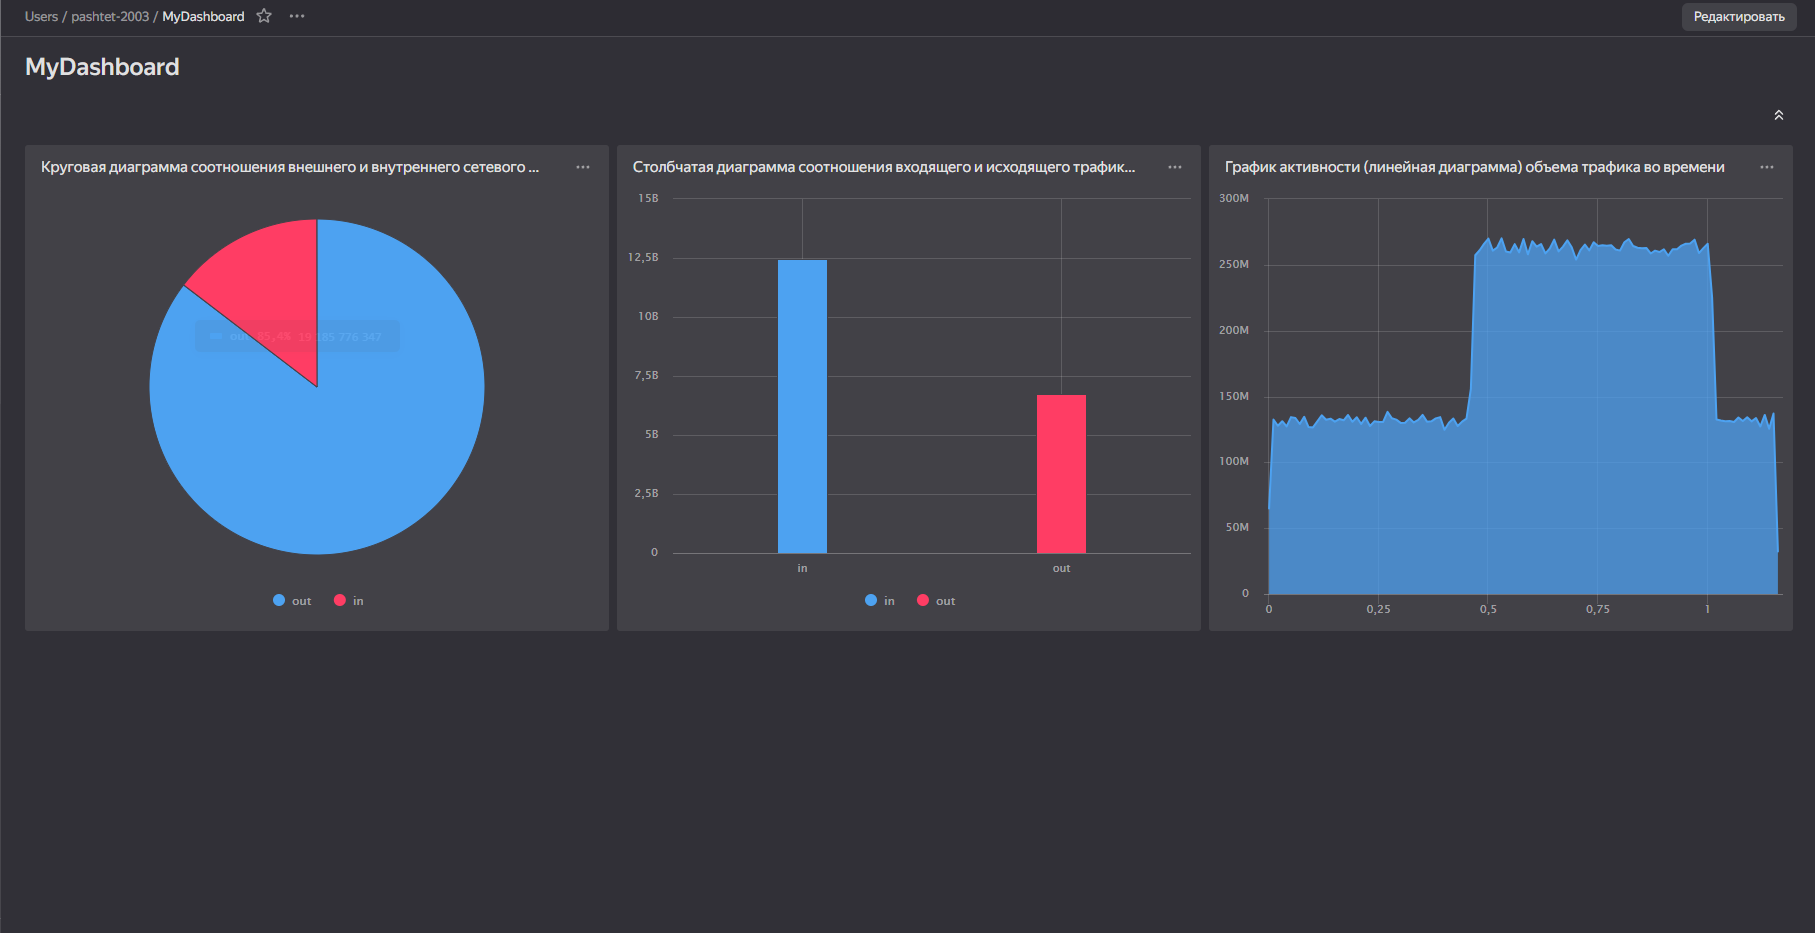 Users / pashtet-2003 / MyDashboard
Редактировать
MyDashboard
Круговая диаграмма соотношения внешнего и внутреннего сетевого ...
out 85,4% 19 185 776 347
out in
Столбчатая диаграмма соотношения входящего и исходящего трафик...
15B
12,5B
10B
7,5B
5B
2,5B
0
in out
in out
График активности (линейная диаграмма) объема трафика во времени
300M
250M
200M
150M
100M
50M
0
0 0,25 0,5 0,75 1